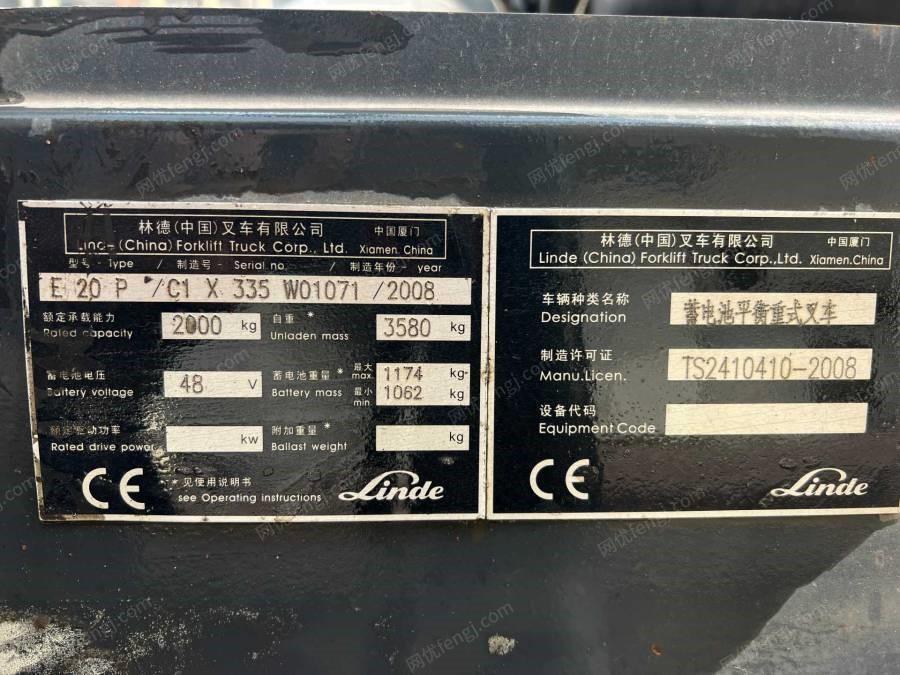 林德(中国)叉车有限公司 中国厦门
Linde (China) Forklift Truck Corp., Ltd. Xiamen. China
型号 - Type / 制造号 - Serial no. / 制造年份 - year
E 20 P / C1 X 335 W01071 / 2008
额定承载能力 2000 kg 自重 * 3580 kg
Rated capacity Unladen mass
蓄电池电压 48 V 蓄电池重量 * 最大 1174 kg
Battery voltage Battery mass max.
最小 1062 kg
min.
额定驱动功率 kw 附加重量 * kg
Rated drive power Ballast weight
CE * 见使用说明书 Linde
see Operating instructions
林德(中国)叉车有限公司 中国厦门
Linde (China) Forklift Truck Corp.,Ltd. Xiamen.China
车辆种类名称 蓄电池平衡重式叉车
Designation
制造许可证 TS2410410-2008
Manu.Licen.
设备代码
Equipment Code
CE Linde
网优fengj.com